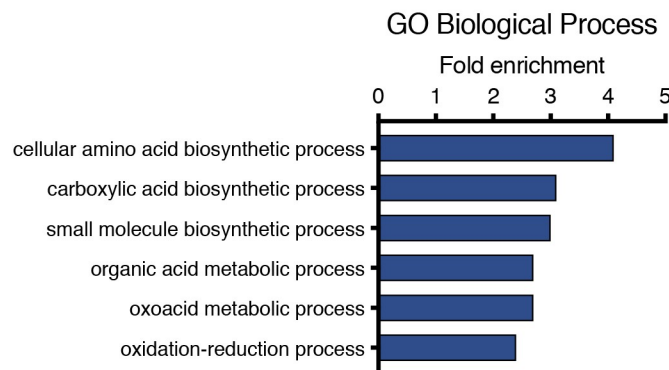 GO Biological Process
Fold enrichment
0 1 2 3 4 5
cellular amino acid biosynthetic process
carboxylic acid biosynthetic process
small molecule biosynthetic process
organic acid metabolic process
oxoacid metabolic process
oxidation-reduction process